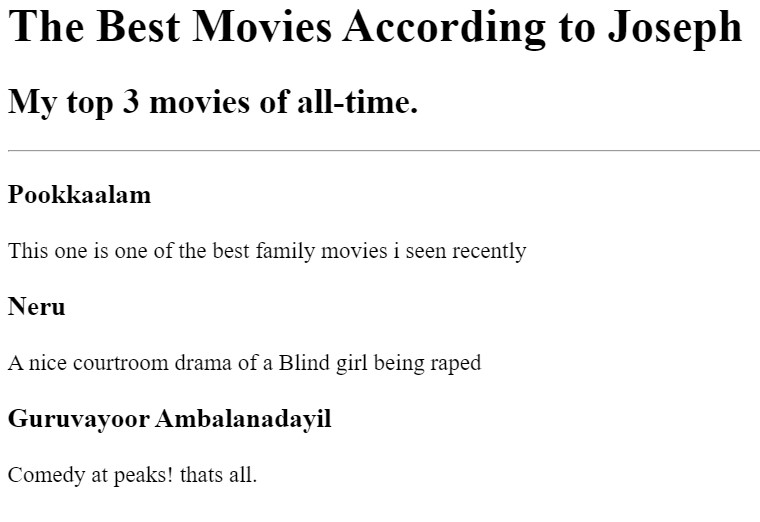 The Best Movies According to Joseph
My top 3 movies of all-time.
Pookkaalam
This one is one of the best family movies i seen recently
Neru
A nice courtroom drama of a Blind girl being raped
Guruvayoor Ambalanadayil
Comedy at peaks! thats all.